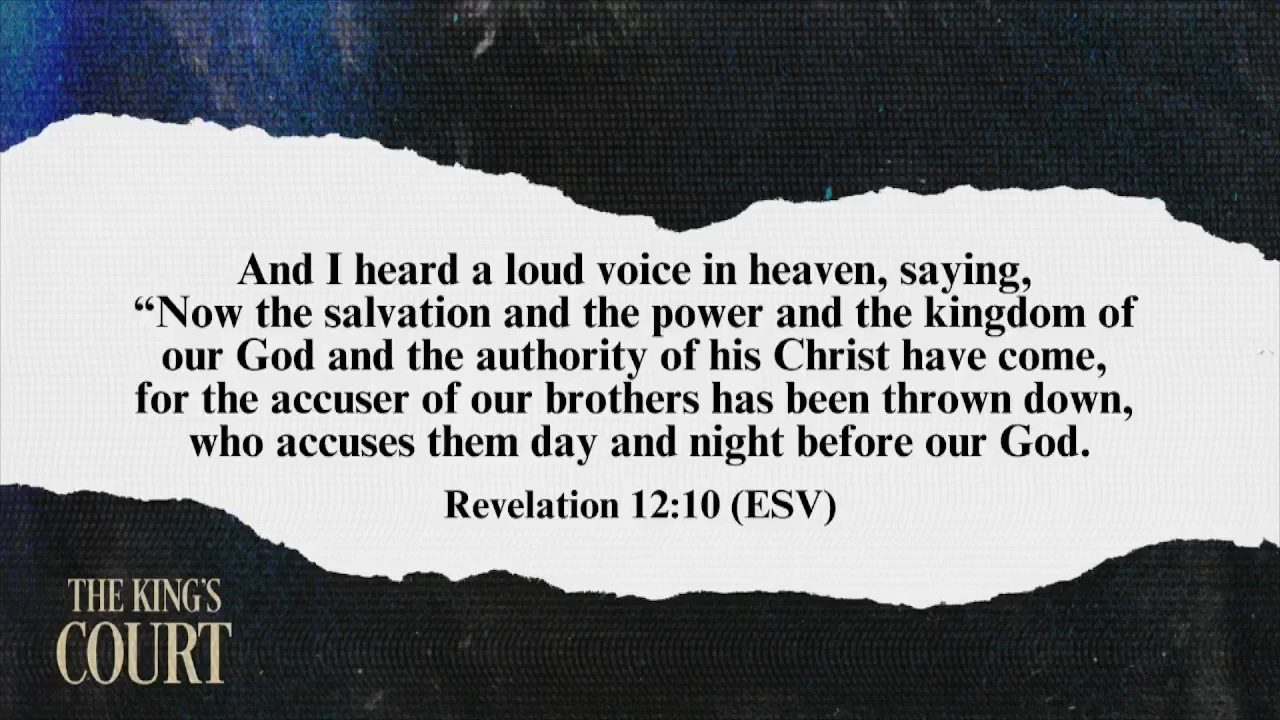 And I heard a loud voice in heaven, saying,
“Now the salvation and the power and the kingdom of
our God and the authority of his Christ have come,
for the accuser of our brothers has been thrown down,
who accuses them day and night before our God.
Revelation 12:10 (ESV)
THE KING'S
COURT